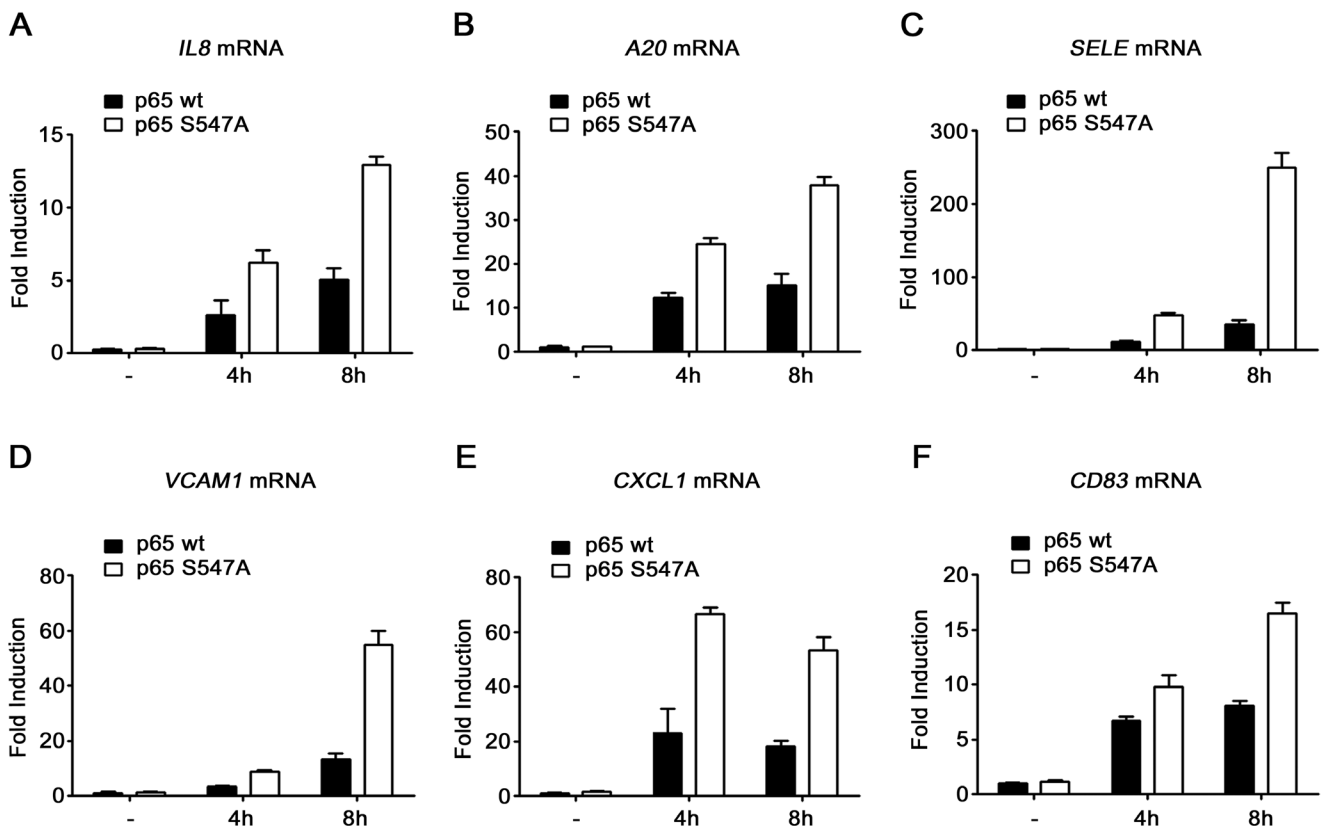 A
IL8 mRNA
p65 wt
p65 S547A
Fold Induction
15
10
5
0
-
4h
8h
B
A20 mRNA
p65 wt
p65 S547A
Fold Induction
50
40
30
20
10
0
-
4h
8h
C
SELE mRNA
p65 wt
p65 S547A
Fold Induction
300
200
100
0
-
4h
8h
D
VCAM1 mRNA
p65 wt
p65 S547A
Fold Induction
80
60
40
20
0
-
4h
8h
E
CXCL1 mRNA
p65 wt
p65 S547A
Fold Induction
80
60
40
20
0
-
4h
8h
F
CD83 mRNA
p65 wt
p65 S547A
Fold Induction
20
15
10
5
0
-
4h
8h